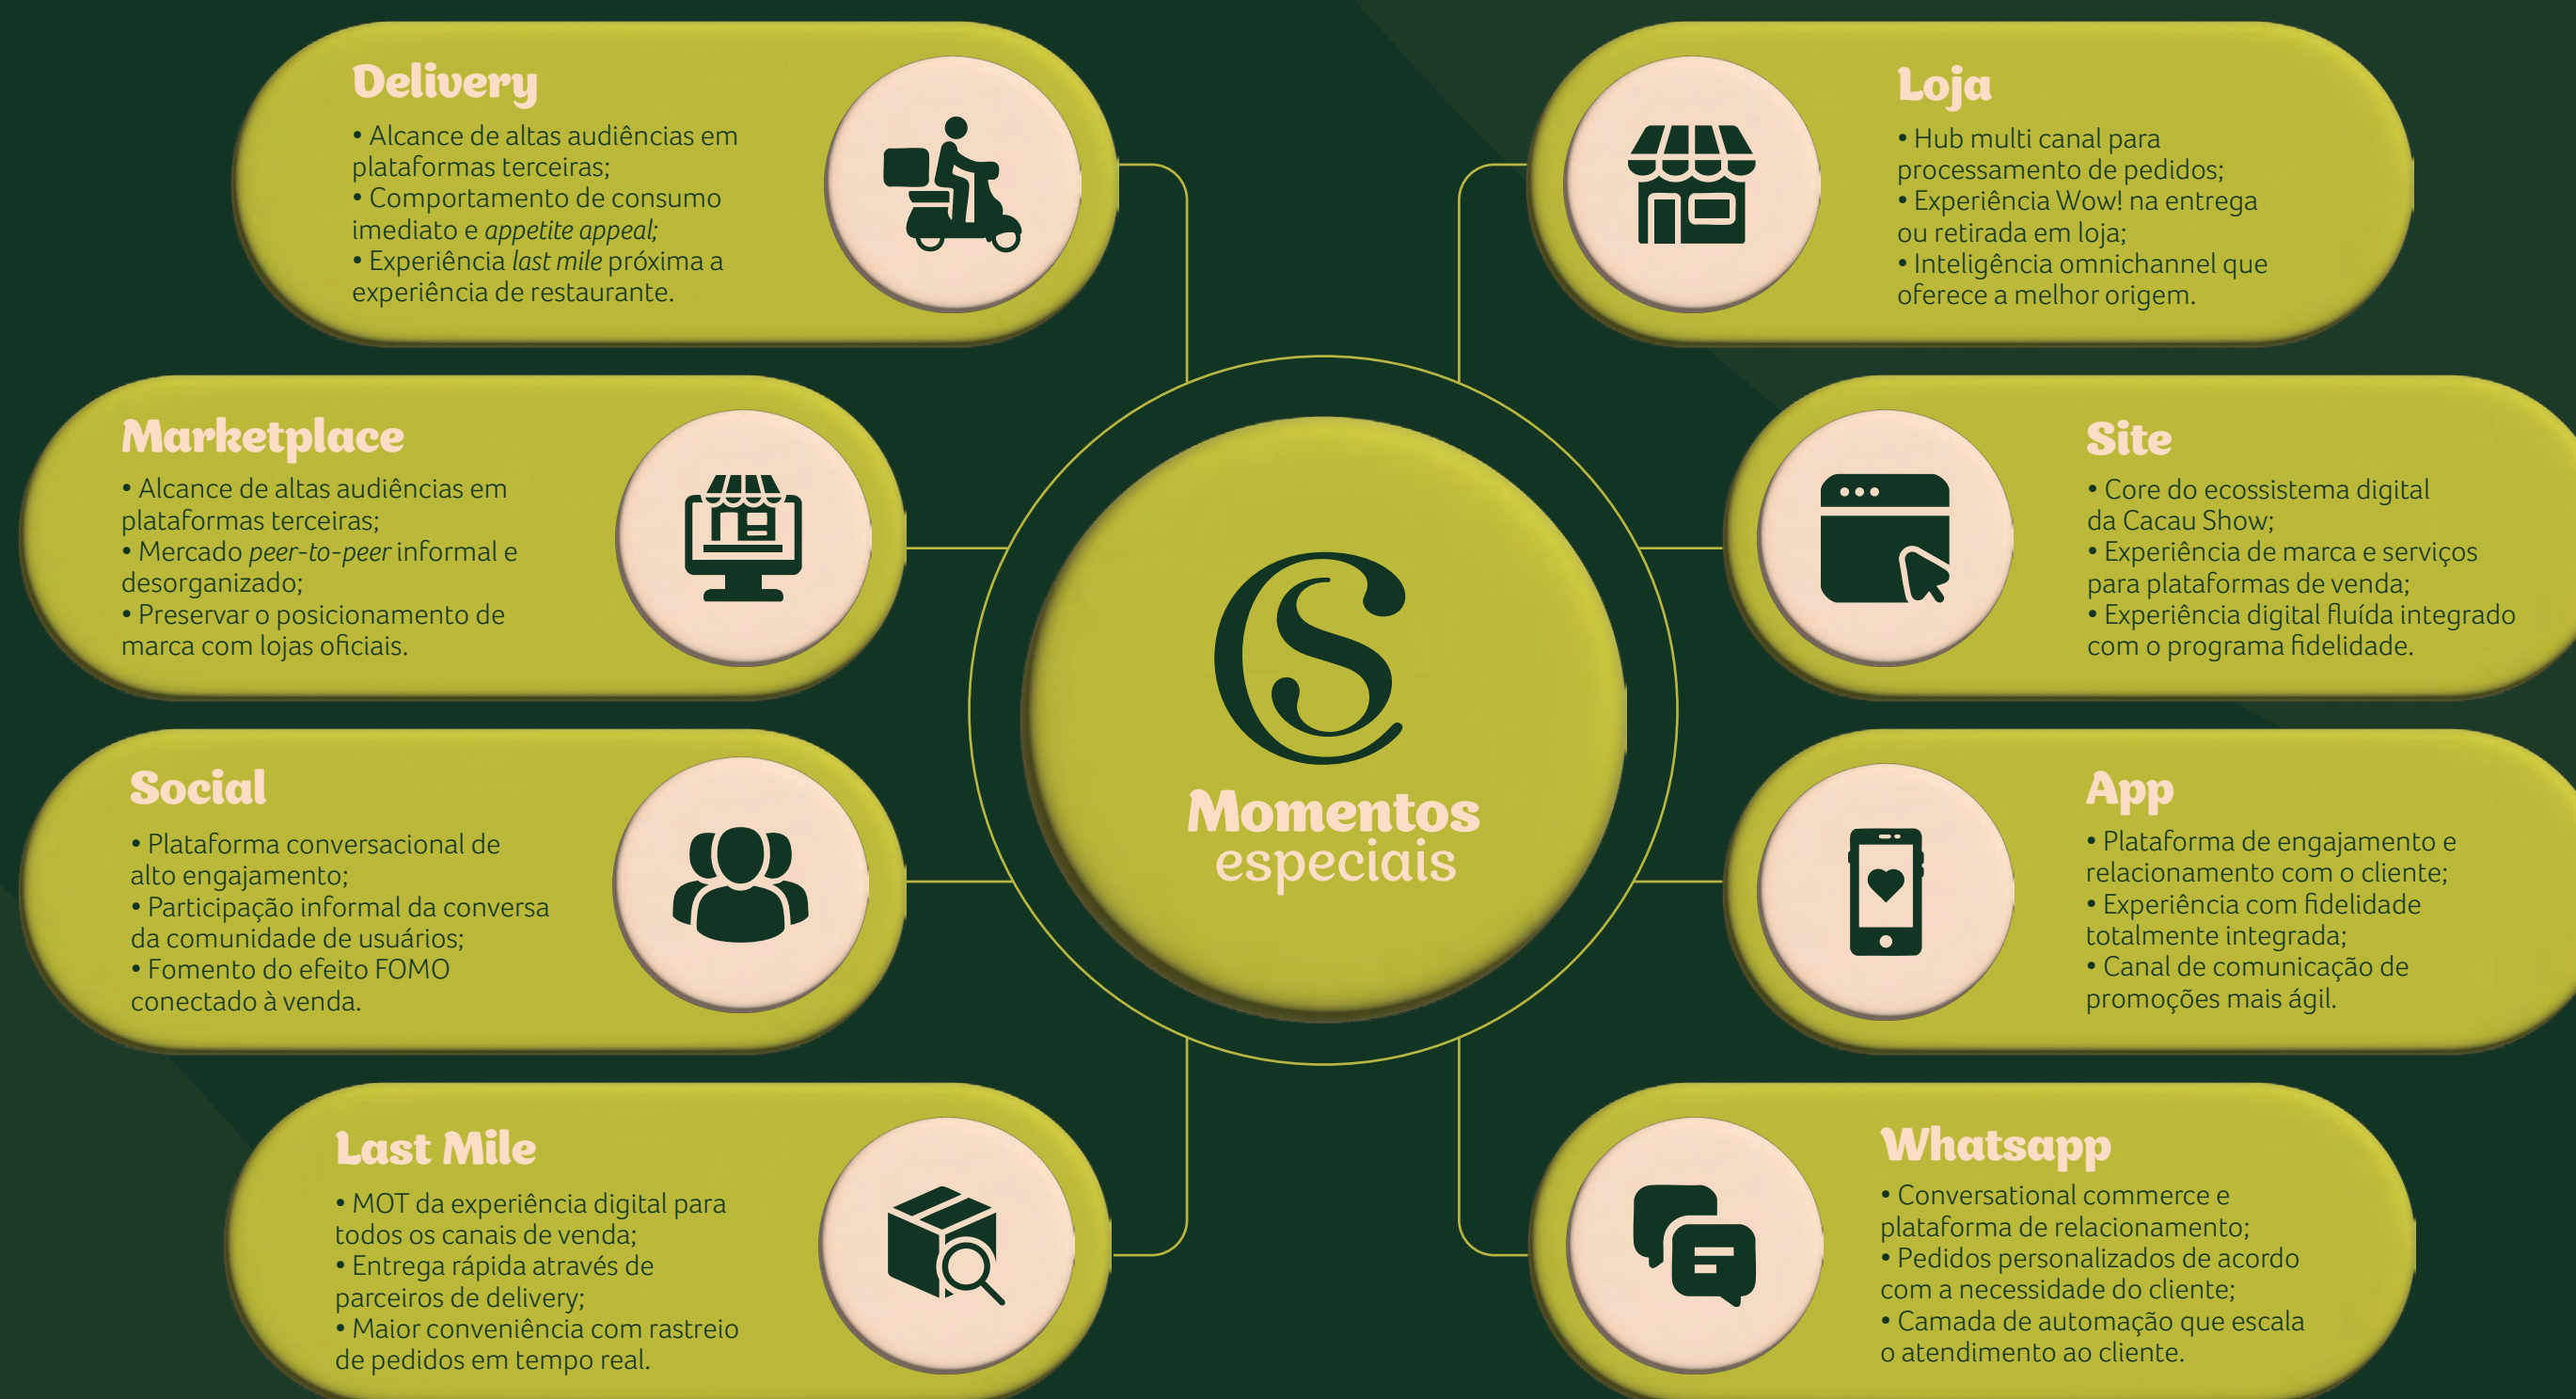 Delivery
• Alcance de altas audiências em
plataformas terceiras;
• Comportamento de consumo
imediato e appetite appeal;
• Experiência last mile próxima a
experiência de restaurante.
Marketplace
• Alcance de altas audiências em
plataformas terceiras;
• Mercado peer-to-peer informal e
desorganizado;
• Preservar o posicionamento de
marca com lojas oficiais.
Social
• Plataforma conversacional de
alto engajamento;
• Participação informal da conversa
da comunidade de usuários;
• Fomento do efeito FOMO
conectado à venda.
Last Mile
• MOT da experiência digital para
todos os canais de venda;
• Entrega rápida através de
parceiros de delivery;
• Maior conveniência com rastreio
de pedidos em tempo real.
CS
Momentos
especiais
Loja
• Hub multi canal para
processamento de pedidos;
• Experiência Wow! na entrega
ou retirada em loja;
• Inteligência omnichannel que
oferece a melhor origem.
Site
• Core do ecossistema digital
da Cacau Show;
• Experiência de marca e serviços
para plataformas de venda;
• Experiência digital fluída integrado
com o programa fidelidade.
App
• Plataforma de engajamento e
relacionamento com o cliente;
• Experiência com fidelidade
totalmente integrada;
• Canal de comunicação de
promoções mais ágil.
Whatsapp
• Conversational commerce e
plataforma de relacionamento;
• Pedidos personalizados de acordo
com a necessidade do cliente;
• Camada de automação que escala
o atendimento ao cliente.